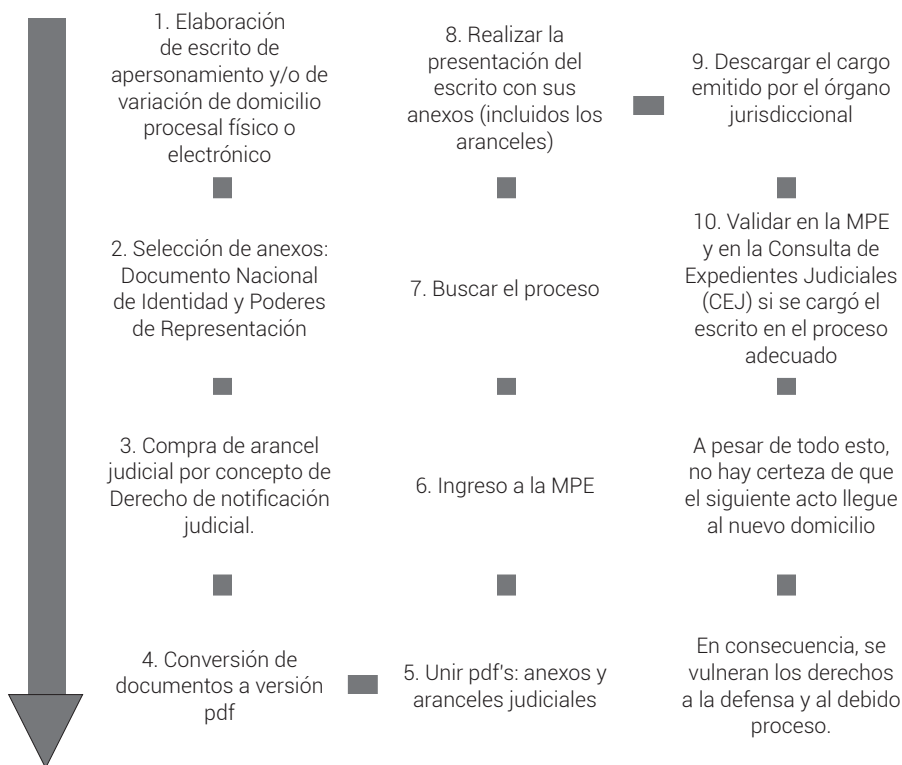 1. Elaboración
de escrito de
apersonamiento y/o de
variación de domicilio
procesal físico o
electrónico
2. Selección de anexos:
Documento Nacional
de Identidad y Poderes
de Representación
3. Compra de arancel
judicial por concepto de
Derecho de notificación
judicial.
4. Conversión de
documentos a versión
pdf
5. Unir pdf's: anexos y
aranceles judiciales
6. Ingreso a la MPE
7. Buscar el proceso
8. Realizar la
presentación del
escrito con sus
anexos (incluidos los
aranceles)
9. Descargar el cargo
emitido por el órgano
jurisdiccional
10. Validar en la MPE
y en la Consulta de
Expedientes Judiciales
(CEJ) si se cargó el
escrito en el proceso
adecuado
A pesar de todo esto,
no hay certeza de que
el siguiente acto llegue
al nuevo domicilio
En consecuencia, se
vulneran los derechos
a la defensa y al debido
proceso.